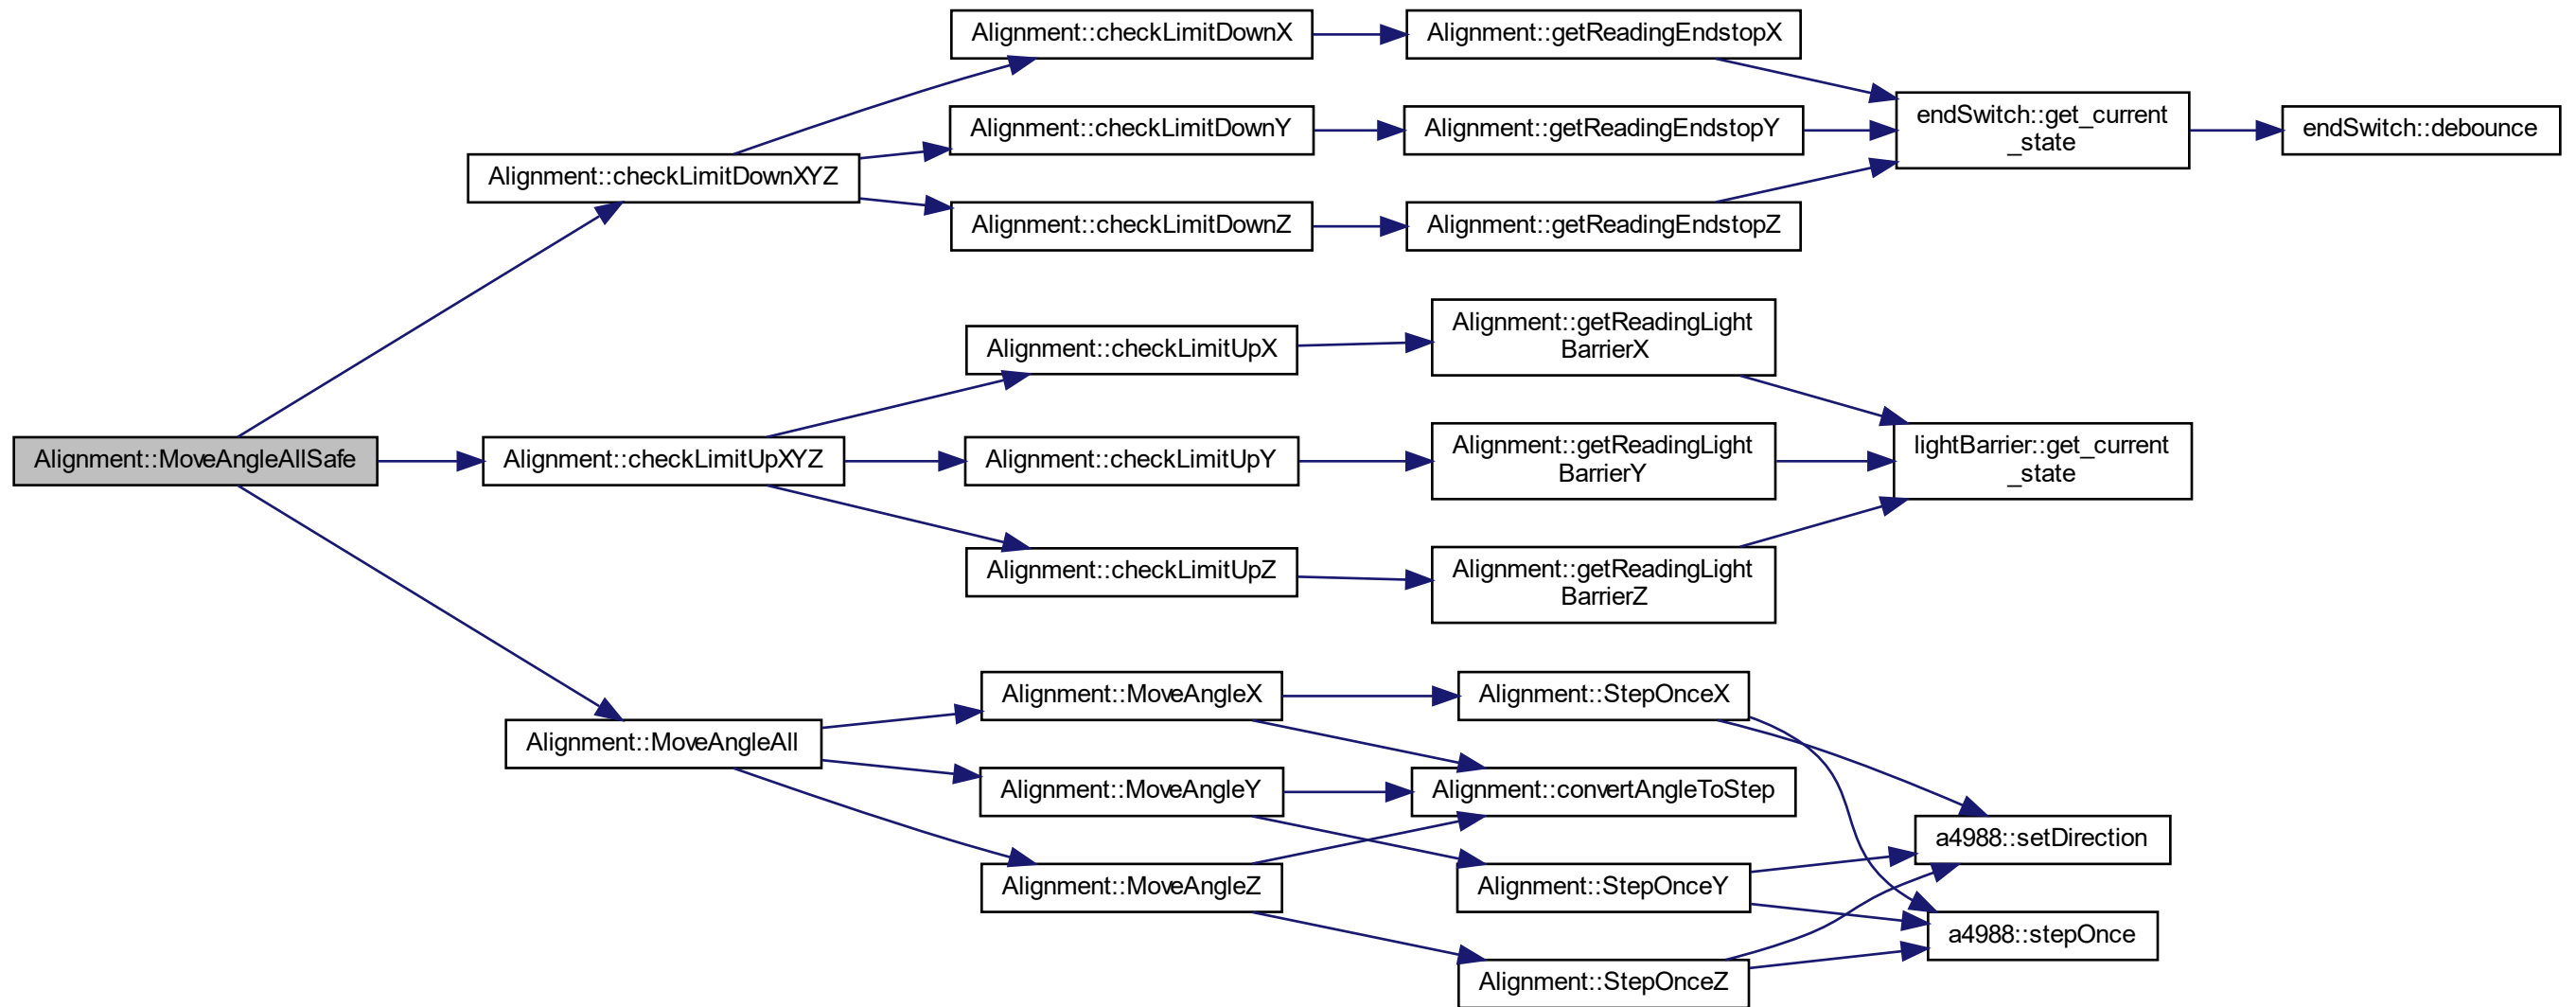 Alignment::checkLimitDownX
Alignment::getReadingEndstopX
Alignment::checkLimitDownY
Alignment::getReadingEndstopY
endSwitch::get_current
_state
endSwitch::debounce
Alignment::checkLimitDownXYZ
Alignment::checkLimitDownZ
Alignment::getReadingEndstopZ
Alignment::checkLimitUpX
Alignment::getReadingLight
BarrierX
Alignment::MoveAngleAllSafe
Alignment::checkLimitUpXYZ
Alignment::checkLimitUpY
Alignment::getReadingLight
BarrierY
lightBarrier::get_current
_state
Alignment::checkLimitUpZ
Alignment::getReadingLight
BarrierZ
Alignment::MoveAngleX
Alignment::StepOnceX
Alignment::MoveAngleAll
Alignment::MoveAngleY
Alignment::convertAngleToStep
a4988::setDirection
Alignment::MoveAngleZ
Alignment::StepOnceY
a4988::stepOnce
Alignment::StepOnceZ